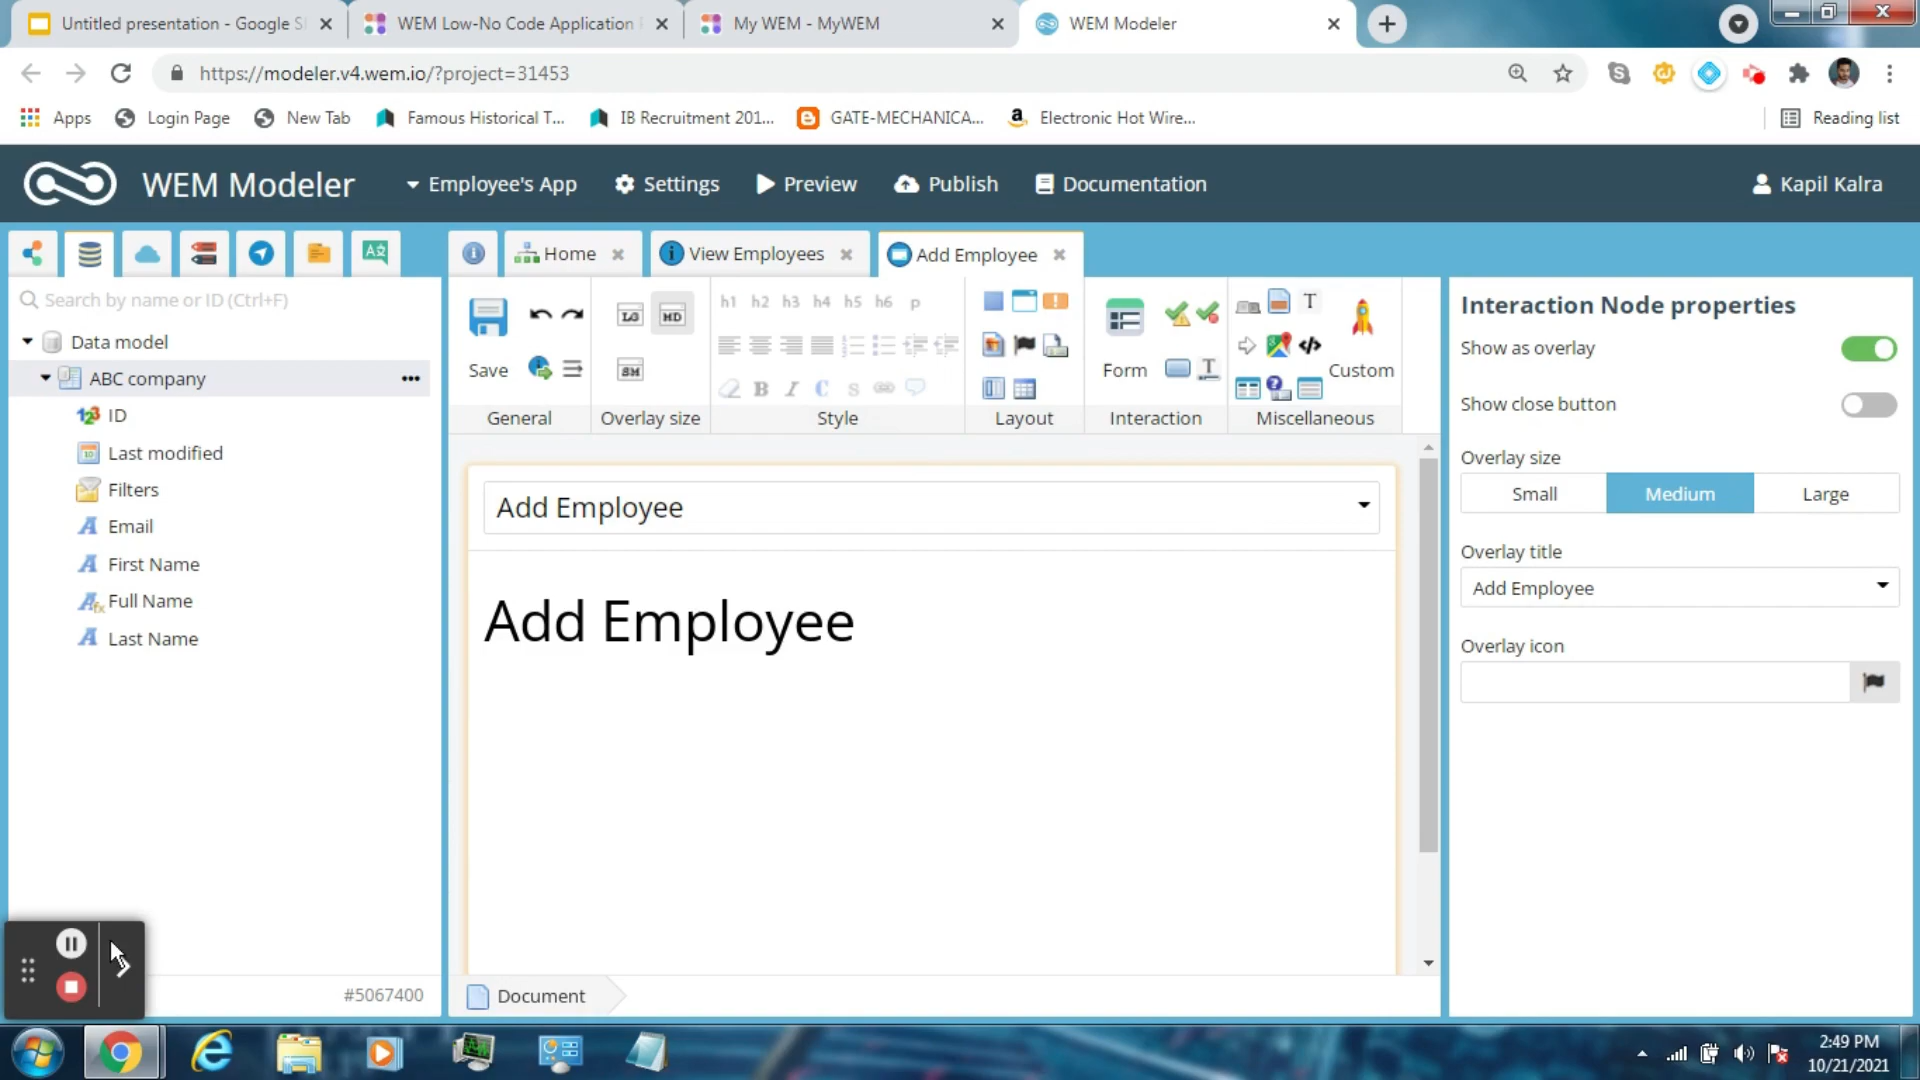 Untitled presentation - Google S
WEM Low-No Code Application
My WEM - MyWEM
WEM Modeler
https://modeler.v4.wem.io/?project=31453
Apps
Login Page
New Tab
Famous Historical T...
IB Recruitment 201...
GATE-MECHANICA...
Electronic Hot Wire...
Reading list
WEM Modeler
Employee's App
Settings
Preview
Publish
Documentation
Kapil Kalra
Home
View Employees
Add Employee
Search by name or ID (Ctrl+F)
Data model
ABC company
ID
Last modified
Filters
Email
First Name
Full Name
Last Name
#5067400
Save
General
LG
MD
SM
Overlay size
h1 h2 h3 h4 h5 h6 p
B I C S
Style
Layout
Form
Interaction
T
Custom
Miscellaneous
Add Employee
Add Employee
Document
Interaction Node properties
Show as overlay
Show close button
Overlay size
Small Medium Large
Overlay title
Add Employee
Overlay icon
2:49 PM
10/21/2021